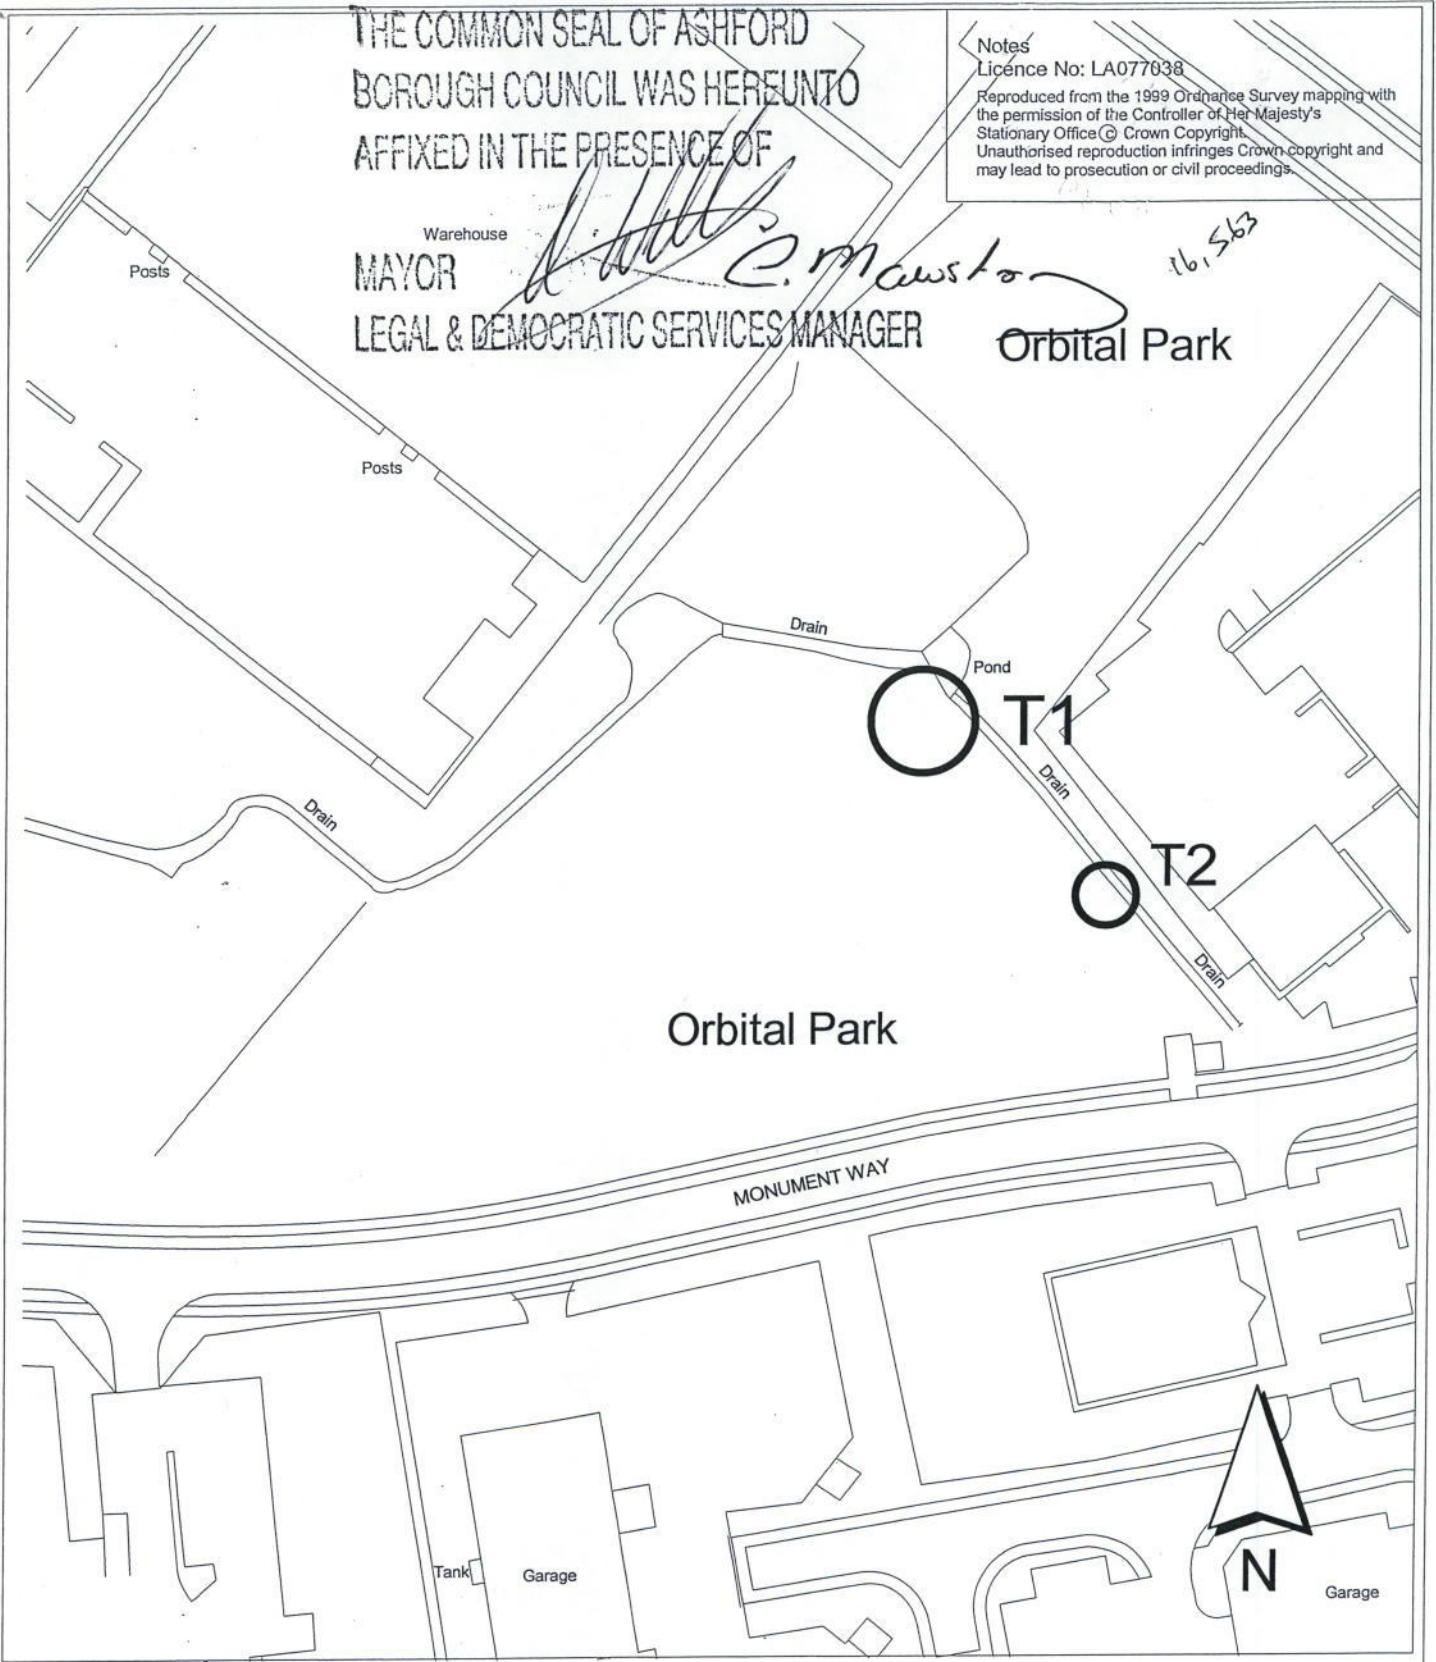 THE COMMON SEAL OF ASHFORD
BOROUGH COUNCIL WAS HEREUNTO
AFFIXED IN THE PRESENCE OF
Notes
Licence No: LA077038
Reproduced from the 1999 Ordnance Survey mapping with
the permission of the Controller of Her Majesty's
Stationary Office © Crown Copyright.
Unauthorised reproduction infringes Crown copyright and
may lead to prosecution or civil proceedings.
Warehouse
Posts
MAYOR
16,563
LEGAL & DEMOCRATIC SERVICES MANAGER
Orbital Park
Posts
Drain
Pond
T1
Drain
Drain
T2
Drain
Orbital Park
MONUMENT WAY
Tank
Garage
N
Garage